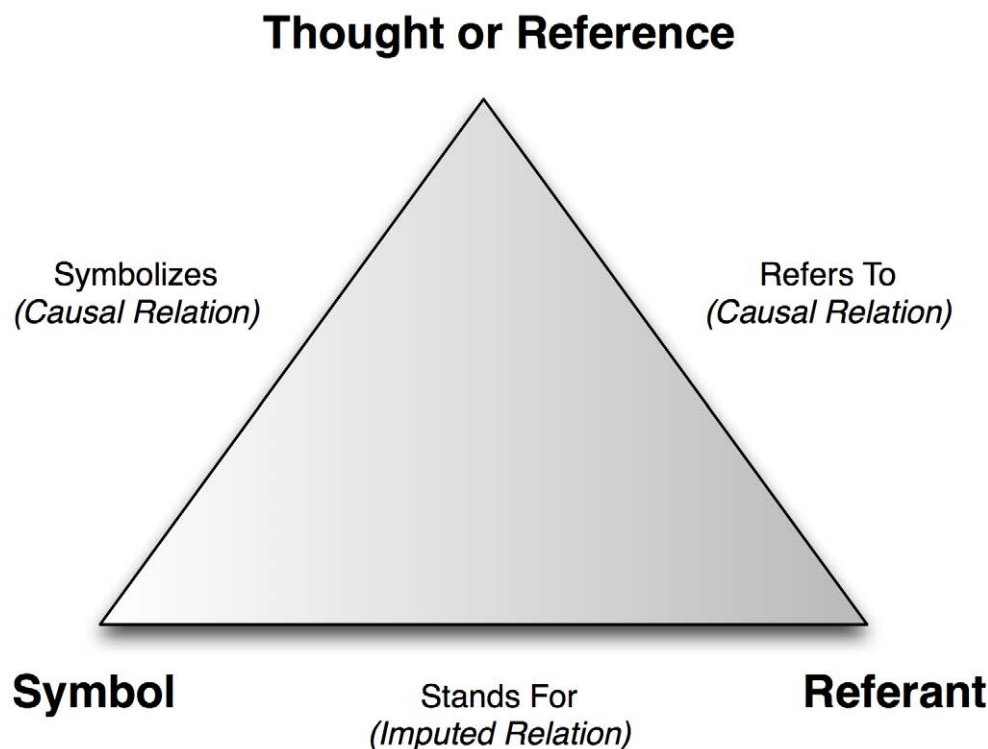 Thought or Reference
Symbolizes
(Causal Relation)
Refers To
(Causal Relation)
Symbol
Stands For
(Imputed Relation)
Referant